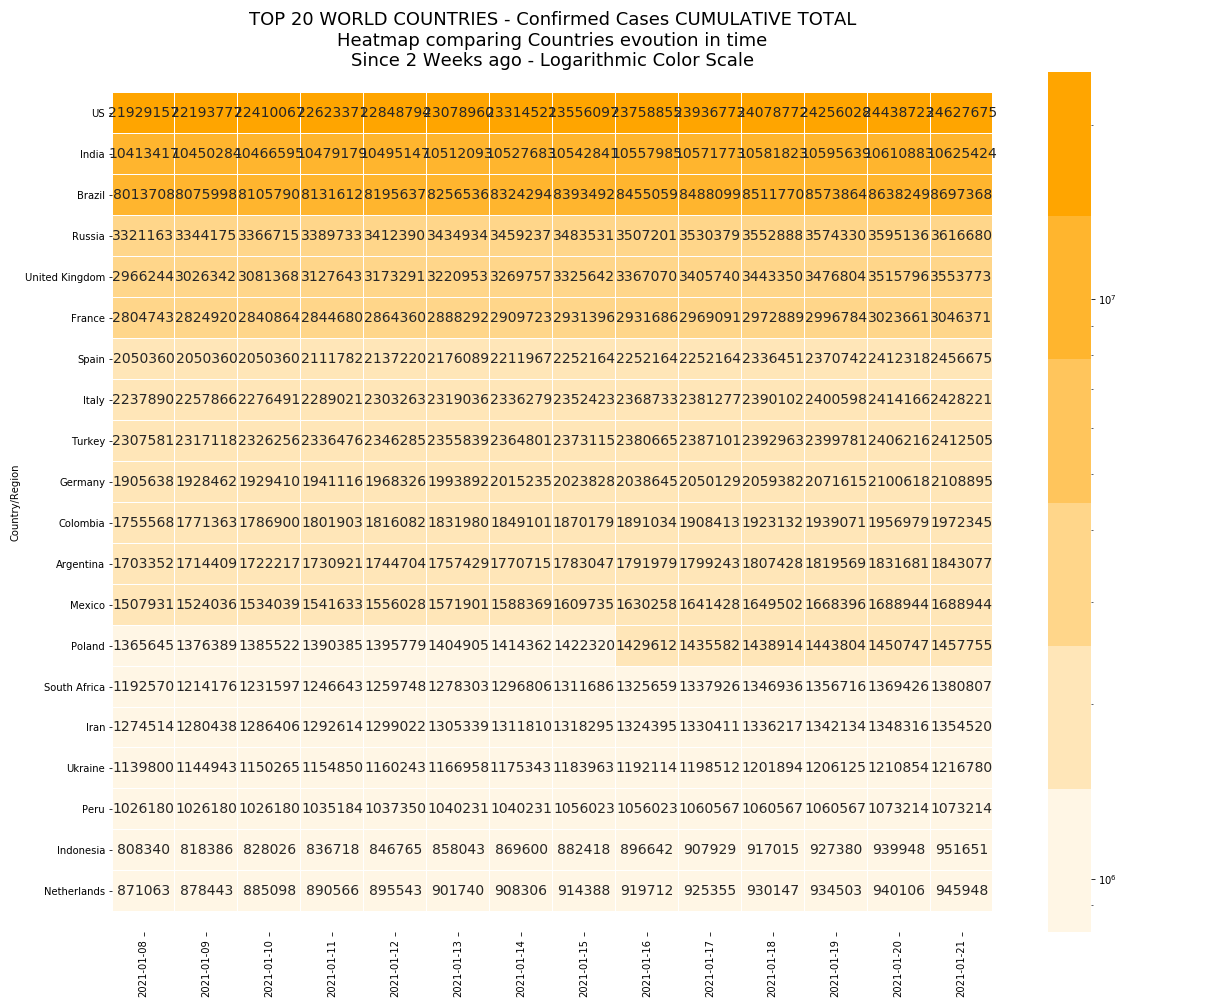 TOP 20 WORLD COUNTRIES - Confirmed Cases CUMULATIVE TOTAL
Heatmap comparing Countries evoution in time
Since 2 Weeks ago - Logarithmic Color Scale
US 21929157 22193777 22410067 22623371 22848794 23078960 23314522 23556097 23758855 23936773 24078772 24256028 24438723 24627675
India 10413417 10450284 10466595 10479179 10495147 10512093 10527683 10542841 10557985 10571773 10581823 10595639 10610883 10625424
Brazil 8013708 8075998 8105790 8131612 8195637 8256536 8324294 8393492 8455059 8488099 8511770 8573864 8638249 8697368
Russia 3321163 3344175 3366715 3389733 3412390 3434934 3459237 3483531 3507201 3530379 3552888 3574330 3595136 3616680
United Kingdom 2966244 3026342 3081368 3127643 3173291 3220953 3269757 3325642 3367070 3405740 3443350 3476804 3515796 3553773
France 2804743 2824920 2840864 2844680 2864360 2888292 2909723 2931396 2931686 2969091 2972889 2996784 3023661 3046371
Spain 2050360 2050360 2050360 2111782 2137220 2176089 2211967 2252164 2252164 2252164 2336451 2370742 2412318 2456675
Italy 2237890 2257866 2276491 2289021 2303263 2319036 2336279 2352423 2368733 2381277 2390102 2400598 2414166 2428221
Turkey 2307581 2317118 2326256 2336476 2346285 2355839 2364801 2373115 2380665 2387101 2392963 2399781 2406216 2412505
Germany 1905638 1928462 1929410 1941116 1968326 1993892 2015235 2023828 2038645 2050129 2059382 2071615 2100618 2108895
Colombia 1755568 1771363 1786900 1801903 1816082 1831980 1849101 1870179 1891034 1908413 1923132 1939071 1956979 1972345
Argentina 1703352 1714409 1722217 1730921 1744704 1757429 1770715 1783047 1791979 1799243 1807428 1819569 1831681 1843077
Mexico 1507931 1524036 1534039 1541633 1556028 1571901 1588369 1609735 1630258 1641428 1649502 1668396 1688944 1688944
Poland 1365645 1376389 1385522 1390385 1395779 1404905 1414362 1422320 1429612 1435582 1438914 1443804 1450747 1457755
South Africa 1192570 1214176 1231597 1246643 1259748 1278303 1296806 1311686 1325659 1337926 1346936 1356716 1369426 1380807
Iran 1274514 1280438 1286406 1292614 1299022 1305339 1311810 1318295 1324395 1330411 1336217 1342134 1348316 1354520
Ukraine 1139800 1144943 1150265 1154850 1160243 1166958 1175343 1183963 1192114 1198512 1201894 1206125 1210854 1216780
Peru 1026180 1026180 1026180 1035184 1037350 1040231 1040231 1056023 1056023 1060567 1060567 1060567 1073214 1073214
Indonesia 808340 818386 828026 836718 846765 858043 869600 882418 896642 907929 917015 927380 939948 951651
Netherlands 871063 878443 885098 890566 895543 901740 908306 914388 919712 925355 930147 934503 940106 945948
Country/Region
2021-01-08 2021-01-09 2021-01-10 2021-01-11 2021-01-12 2021-01-13 2021-01-14 2021-01-15 2021-01-16 2021-01-17 2021-01-18 2021-01-19 2021-01-20 2021-01-21
10⁷
10⁶